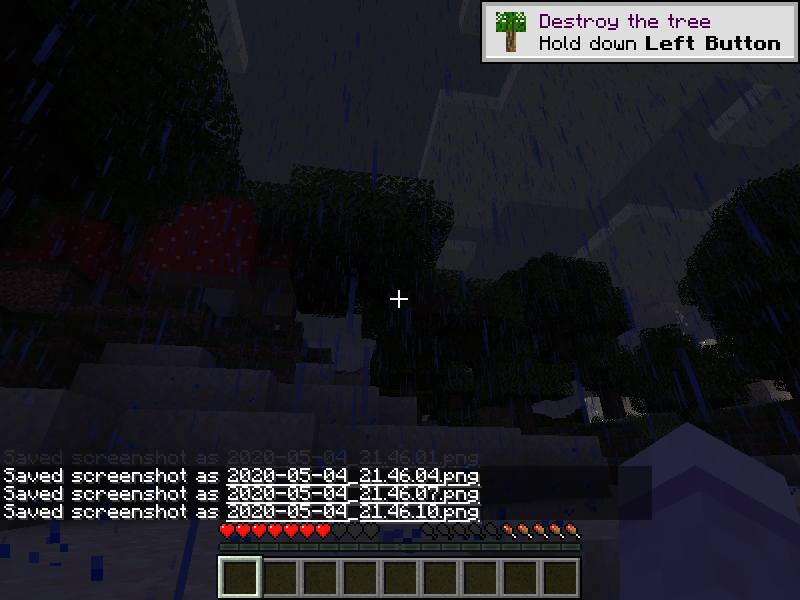 Destroy the tree
Hold down Left Button
Saved screenshot as 2020-05-04_21.46.01.png
Saved screenshot as 2020-05-04_21.46.04.png
Saved screenshot as 2020-05-04_21.46.07.png
Saved screenshot as 2020-05-04_21.46.10.png